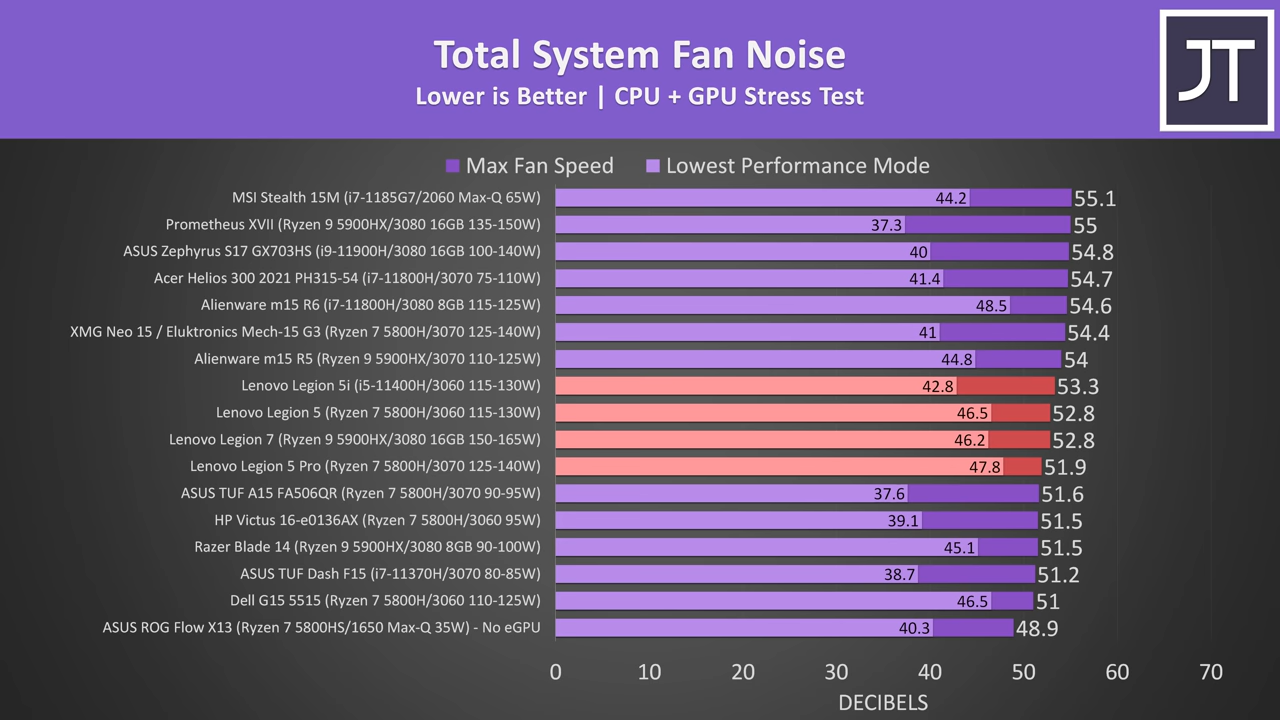 Total System Fan Noise
Lower is Better | CPU + GPU Stress Test
JT
Max Fan Speed Lowest Performance Mode
MSI Stealth 15M (i7-1185G7/2060 Max-Q 65W) 44.2 55.1
Prometheus XVII (Ryzen 9 5900HX/3080 16GB 135-150W) 37.3 55
ASUS Zephyrus S17 GX703HS (i9-11900H/3080 16GB 100-140W) 40 54.8
Acer Helios 300 2021 PH315-54 (i7-11800H/3070 75-110W) 41.4 54.7
Alienware m15 R6 (i7-11800H/3080 8GB 115-125W) 48.5 54.6
XMG Neo 15 / Eluktronics Mech-15 G3 (Ryzen 7 5800H/3070 125-140W) 41 54.4
Alienware m15 R5 (Ryzen 9 5900HX/3070 110-125W) 44.8 54
Lenovo Legion 5i (i5-11400H/3060 115-130W) 42.8 53.3
Lenovo Legion 5 (Ryzen 7 5800H/3060 115-130W) 46.5 52.8
Lenovo Legion 7 (Ryzen 9 5900HX/3080 16GB 150-165W) 46.2 52.8
Lenovo Legion 5 Pro (Ryzen 7 5800H/3070 125-140W) 47.8 51.9
ASUS TUF A15 FA506QR (Ryzen 7 5800H/3070 90-95W) 37.6 51.6
HP Victus 16-e0136AX (Ryzen 7 5800H/3060 95W) 39.1 51.5
Razer Blade 14 (Ryzen 9 5900HX/3080 8GB 90-100W) 45.1 51.5
ASUS TUF Dash F15 (i7-11370H/3070 80-85W) 38.7 51.2
Dell G15 5515 (Ryzen 7 5800H/3060 110-125W) 46.5 51
ASUS ROG Flow X13 (Ryzen 7 5800HS/1650 Max-Q 35W) - No eGPU 40.3 48.9
0 10 20 30 40 50 60 70
DECIBELS